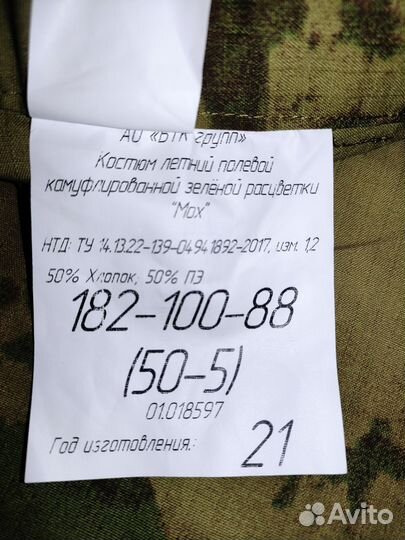 АО «БТК групп»
Костюм летний полевой
камуфлированной зелёной расцветки
"Мох"
НТД: ТУ 14.13.22-139-04941892-2017, изм. 1,2
50% Хлопок, 50% ПЭ
182-100-88
(50-5)
01.018597
Год изготовления: 21
Avito